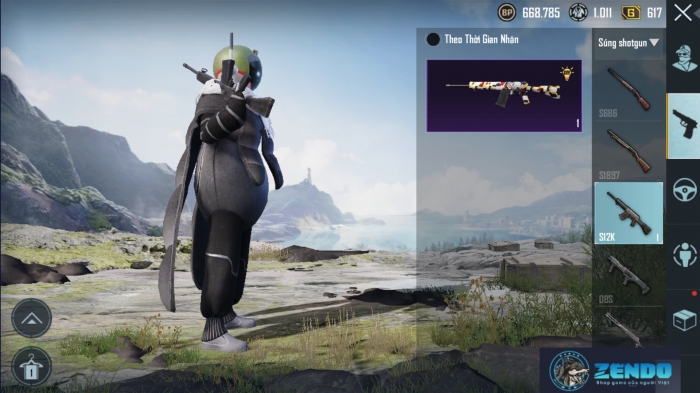 BP 668.785 1.011 G 617
Theo Thời Gian Nhận
Súng shotgun
1
S686
S1897
S12K 1
DBS
ZENDO
Shop game của người Việt